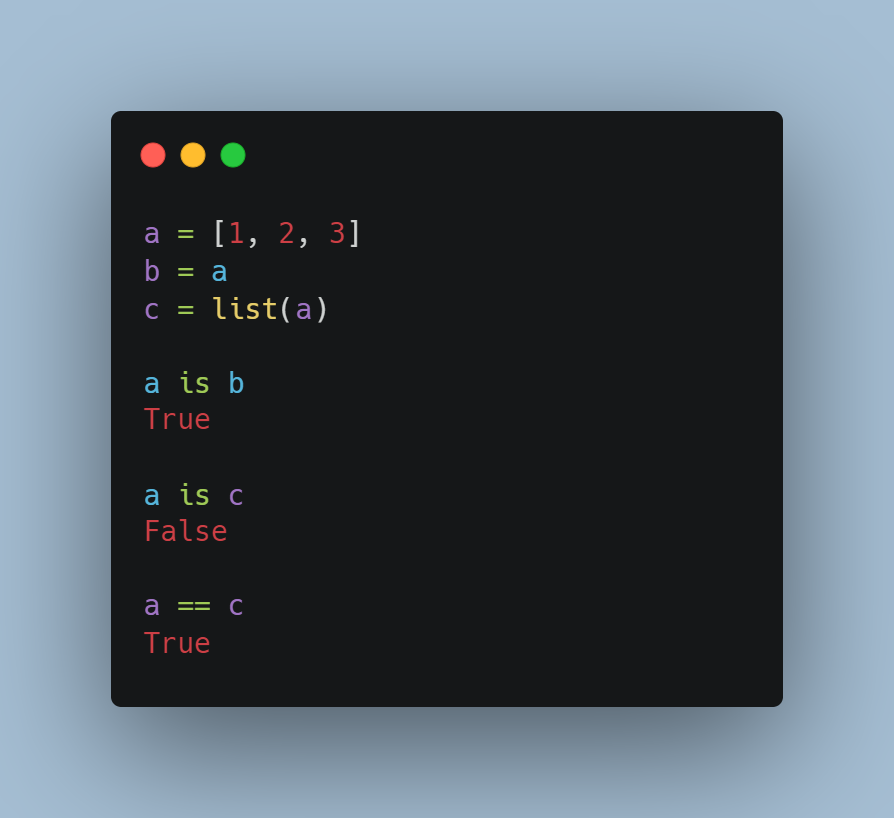 a = [1, 2, 3]
b = a
c = list(a)
a is b
True
a is c
False
a == c
True